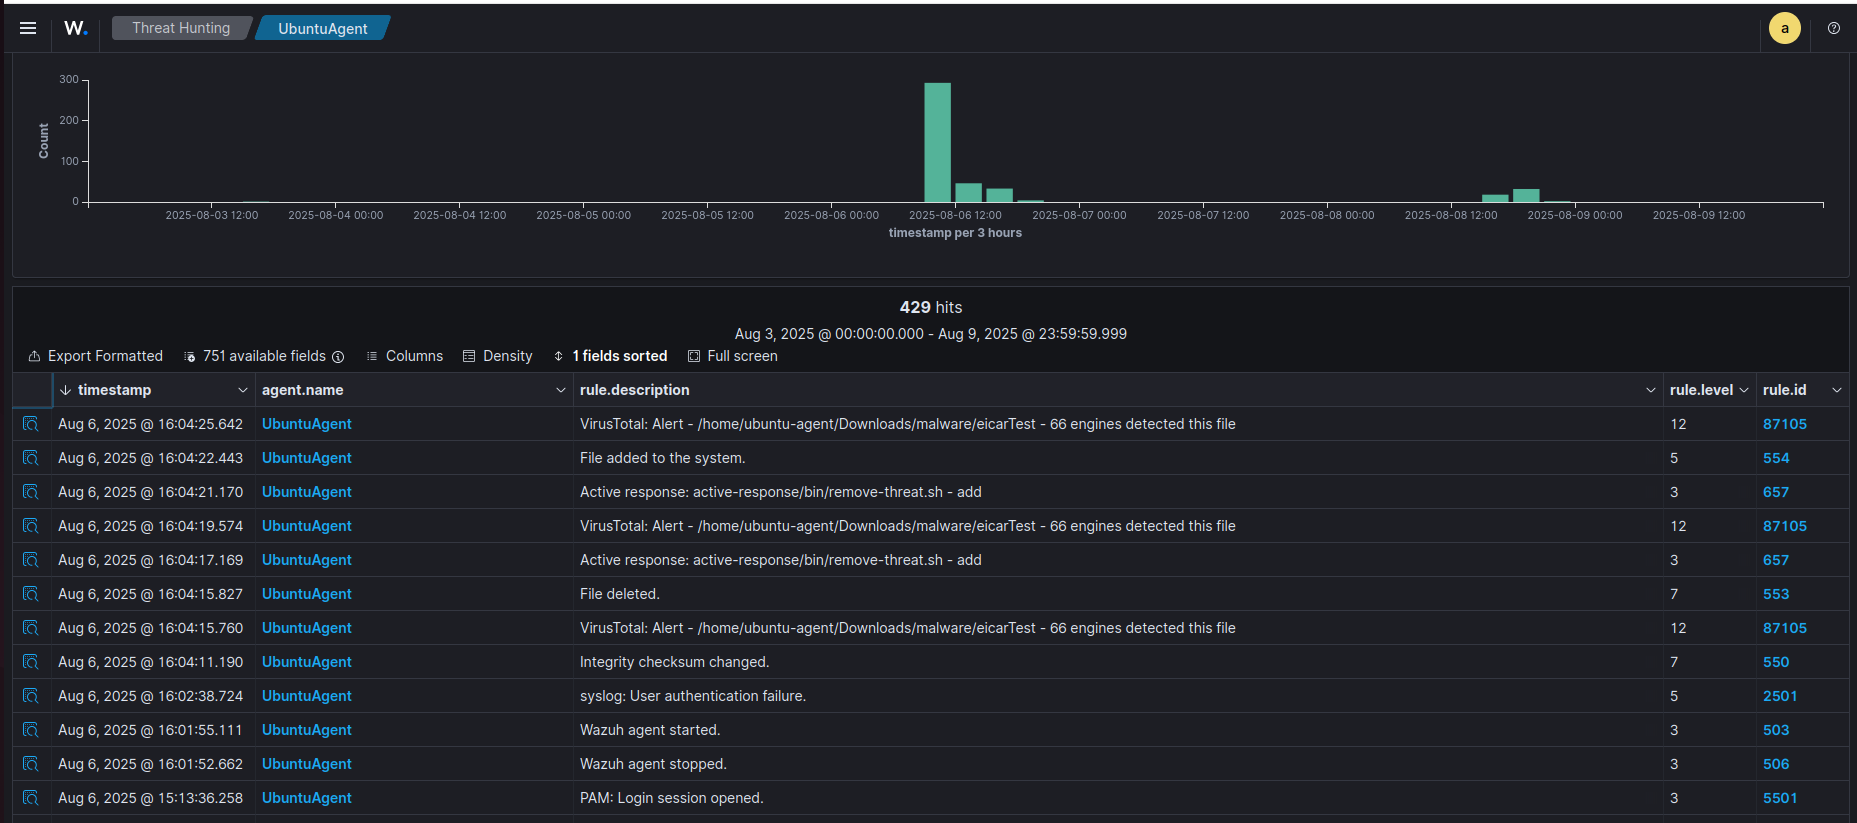 W. Threat Hunting UbuntuAgent a
300
200
100
0
Count
2025-08-03 12:00 2025-08-04 00:00 2025-08-04 12:00 2025-08-05 00:00 2025-08-05 12:00 2025-08-06 00:00 2025-08-06 12:00 2025-08-07 00:00 2025-08-07 12:00 2025-08-08 00:00 2025-08-08 12:00 2025-08-09 00:00 2025-08-09 12:00
timestamp per 3 hours
429 hits
Aug 3, 2025 @ 00:00:00.000 - Aug 9, 2025 @ 23:59:59.999
Export Formatted 751 available fields Columns Density 1 fields sorted Full screen
timestamp agent.name rule.description rule.level rule.id
Aug 6, 2025 @ 16:04:25.642 UbuntuAgent VirusTotal: Alert - /home/ubuntu-agent/Downloads/malware/eicarTest - 66 engines detected this file 12 87105
Aug 6, 2025 @ 16:04:22.443 UbuntuAgent File added to the system. 5 554
Aug 6, 2025 @ 16:04:21.170 UbuntuAgent Active response: active-response/bin/remove-threat.sh - add 3 657
Aug 6, 2025 @ 16:04:19.574 UbuntuAgent VirusTotal: Alert - /home/ubuntu-agent/Downloads/malware/eicarTest - 66 engines detected this file 12 87105
Aug 6, 2025 @ 16:04:17.169 UbuntuAgent Active response: active-response/bin/remove-threat.sh - add 3 657
Aug 6, 2025 @ 16:04:15.827 UbuntuAgent File deleted. 7 553
Aug 6, 2025 @ 16:04:15.760 UbuntuAgent VirusTotal: Alert - /home/ubuntu-agent/Downloads/malware/eicarTest - 66 engines detected this file 12 87105
Aug 6, 2025 @ 16:04:11.190 UbuntuAgent Integrity checksum changed. 7 550
Aug 6, 2025 @ 16:02:38.724 UbuntuAgent syslog: User authentication failure. 5 2501
Aug 6, 2025 @ 16:01:55.111 UbuntuAgent Wazuh agent started. 3 503
Aug 6, 2025 @ 16:01:52.662 UbuntuAgent Wazuh agent stopped. 3 506
Aug 6, 2025 @ 15:13:36.258 UbuntuAgent PAM: Login session opened. 3 5501